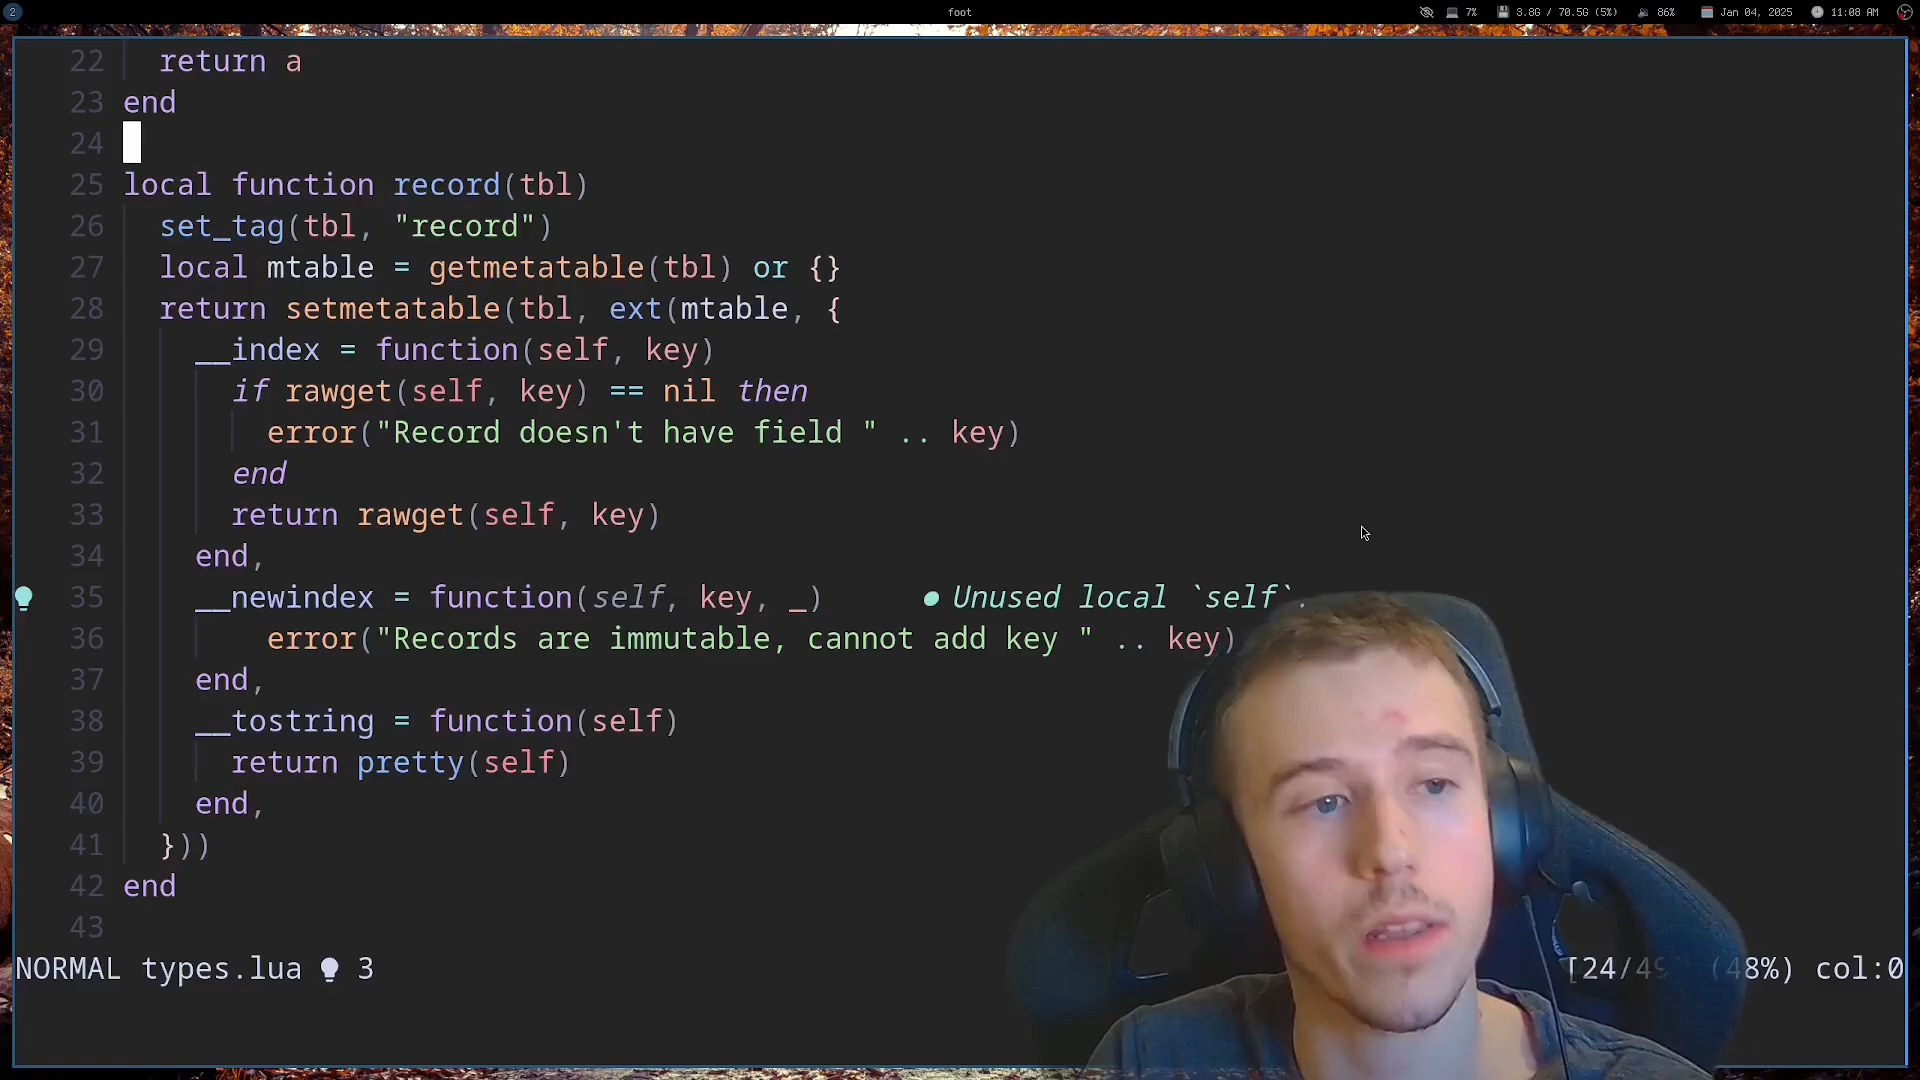 2 foot 7% 3.8G / 70.5G (5%) 86% Jan 04, 2025 11:08 AM
22 return a
23 end
24
25 local function record(tbl)
26 set_tag(tbl, "record")
27 local mtable = getmetatable(tbl) or {}
28 return setmetatable(tbl, ext(mtable, {
29 __index = function(self, key)
30 if rawget(self, key) == nil then
31 error("Record doesn't have field " .. key)
32 end
33 return rawget(self, key)
34 end,
35 __newindex = function(self, key, _) ● Unused local `self`.
36 error("Records are immutable, cannot add key " .. key)
37 end,
38 __tostring = function(self)
39 return pretty(self)
40 end,
41 }))
42 end
43
NORMAL types.lua 3 [24/49 (48%) col:0